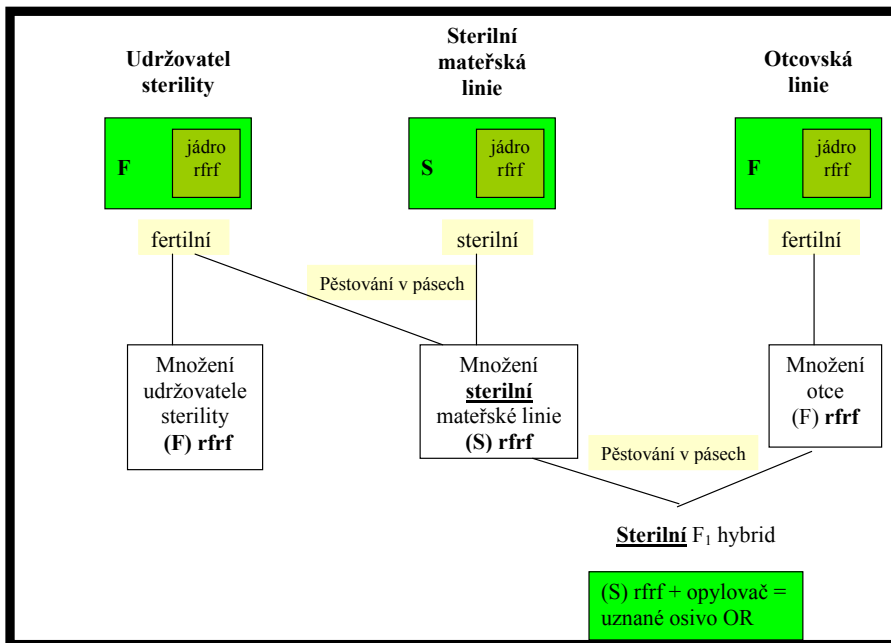 Udržovatel
sterility
Sterilní
mateřská
linie
Otcovská
linie
F
jádro
rfrf
S
jádro
rfrf
F
jádro
rfrf
fertilní
sterilní
fertilní
Pěstování v pásech
Množení
udržovatele
sterility
(F) rfrf
Množení
sterilní
mateřské linie
(S) rfrf
Množení
otce
(F) rfrf
Pěstování v pásech
Sterilní F₁ hybrid
(S) rfrf + opylovač =
uznané osivo OR